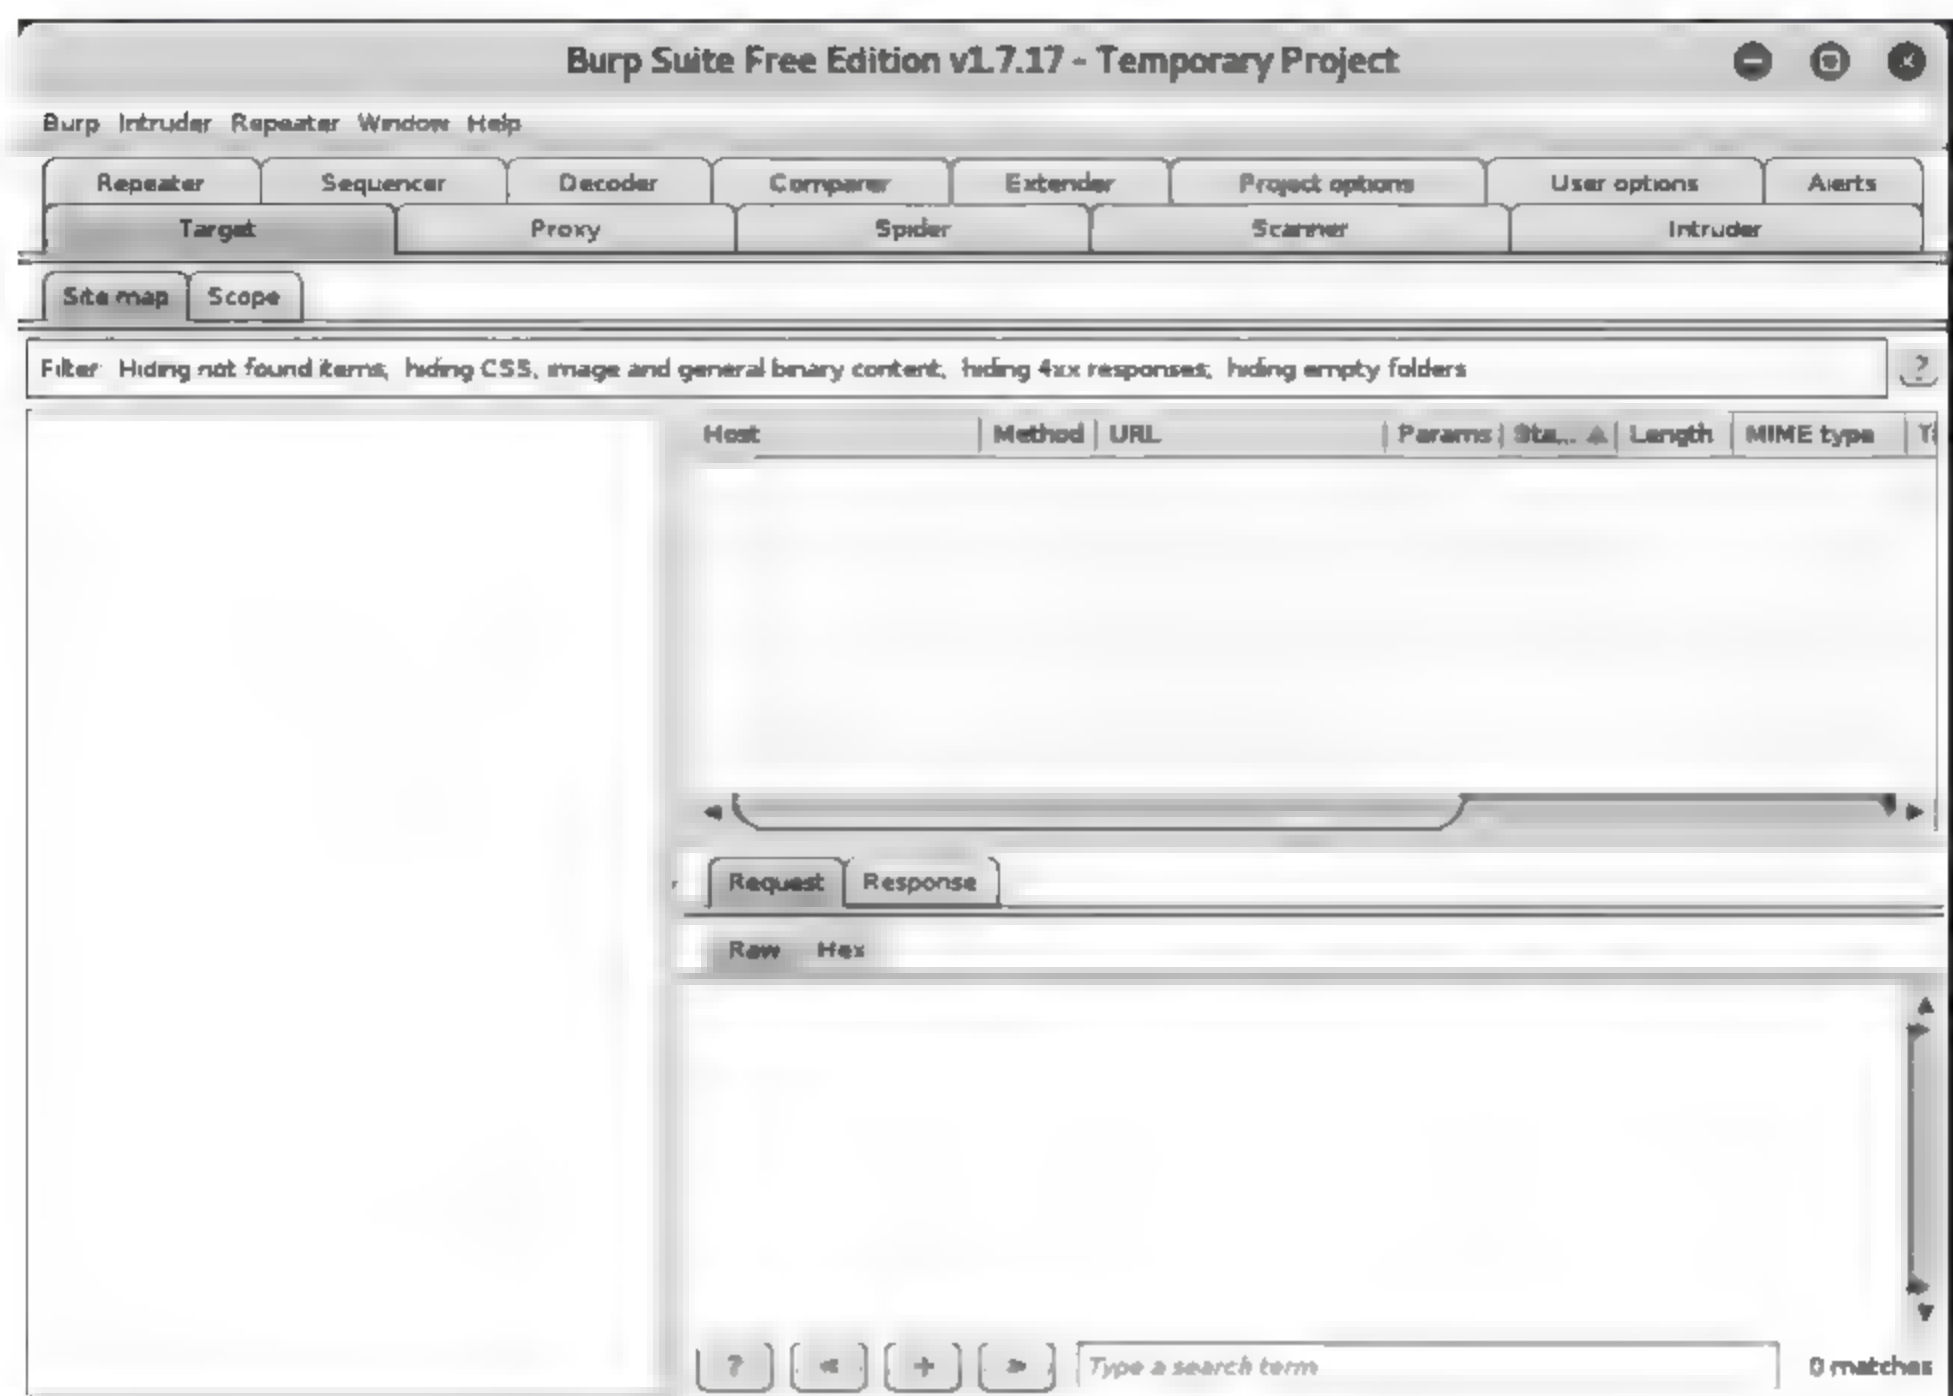 Burp Suite Free Edition v1.7.17 - Temporary Project
Burp Intruder Repeater Window Help
Repeater Sequencer Decoder Comparer Extender Project options User options Alerts
Target Proxy Spider Scanner Intruder
Site map Scope
Filter: Hiding not found items; hiding CSS, image and general binary content; hiding 4xx responses; hiding empty folders ?
Host Method URL Params Sta... Length MIME type Ti
Request Response
Raw Hex
? < + > Type a search term 0 matches